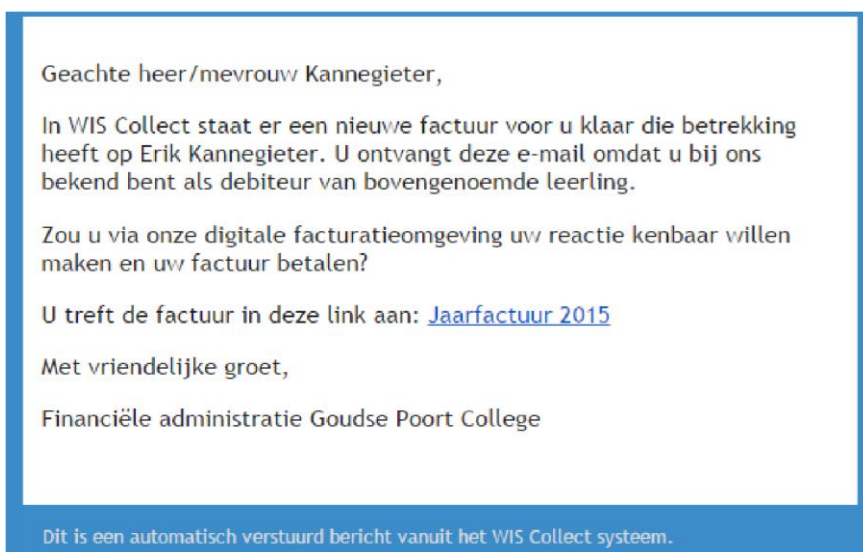 Geachte heer/mevrouw Kannegieter,
In WIS Collect staat er een nieuwe factuur voor u klaar die betrekking
heeft op Erik Kannegieter. U ontvangt deze e-mail omdat u bij ons
bekend bent als debiteur van bovengenoemde leerling.
Zou u via onze digitale facturatieomgeving uw reactie kenbaar willen
maken en uw factuur betalen?
U treft de factuur in deze link aan: Jaarfactuur 2015
Met vriendelijke groet,
Financiële administratie Goudse Poort College
Dit is een automatisch verstuurd bericht vanuit het WIS Collect systeem.